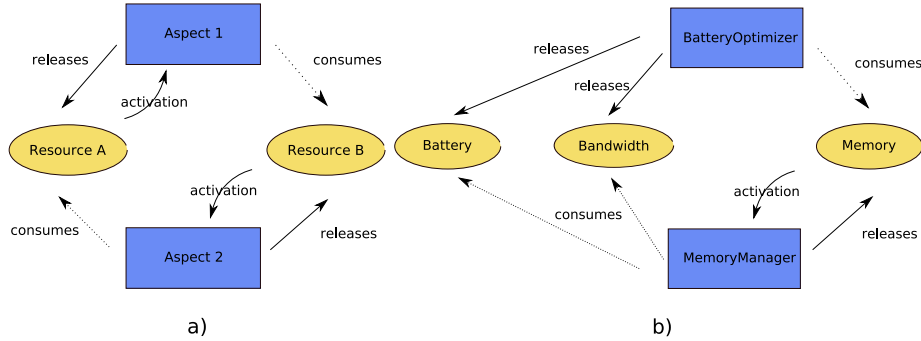 Aspect 1
releases
consumes
activation
Resource A
Resource B
activation
consumes
Aspect 2
releases
a)
BatteryOptimizer
releases
consumes
releases
Battery
Bandwidth
Memory
activation
consumes
releases
MemoryManager
b)